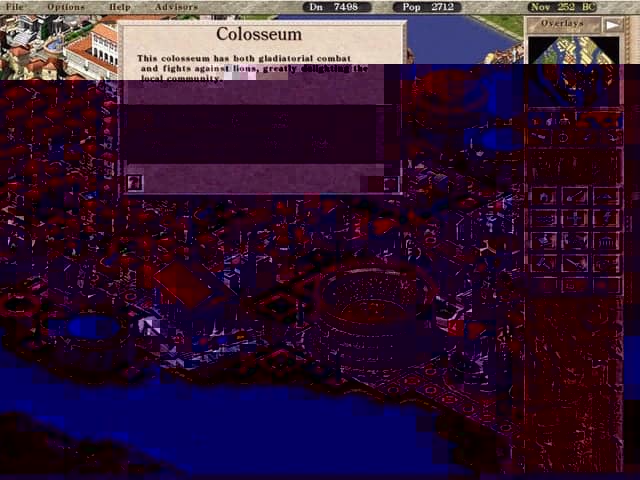 File Options Help Advisors Dn 7498 Pop 2712 Nov 252 BC
Overlays
Colosseum
This colosseum has both gladiatorial combat
and fights against lions, greatly delighting the
local community.